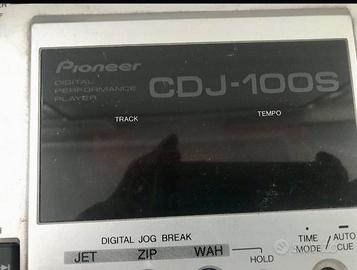 Pioneer
DIGITAL
PERFORMANCE
PLAYER
CDJ-100S
TRACK
TEMPO
DIGITAL JOG BREAK
JET ZIP WAH
HOLD
TIME
MODE / AUTO
CUE